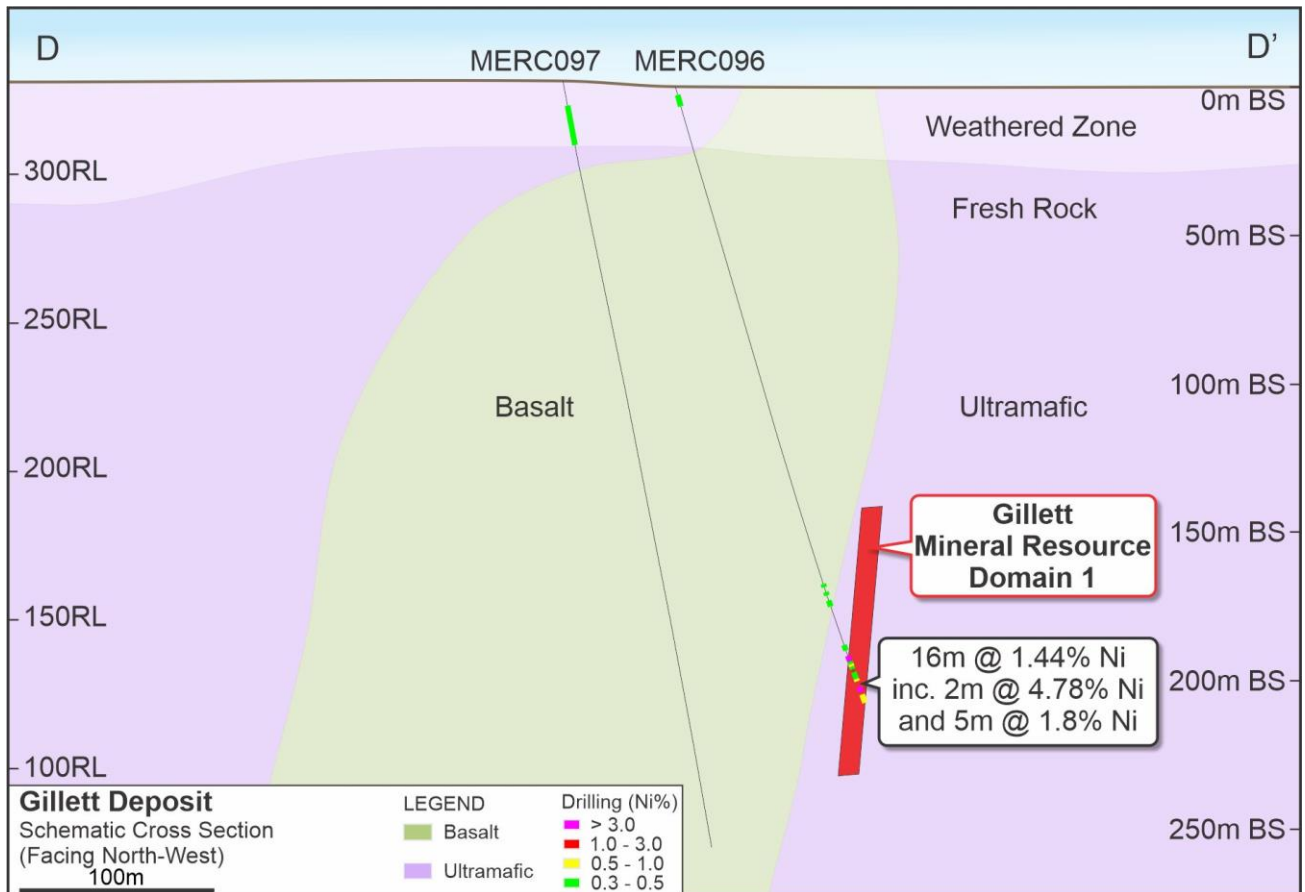 D
D'
MERC097
MERC096
0m BS
Weathered Zone
300RL
Fresh Rock
50m BS
250RL
100m BS
Basalt
Ultramafic
200RL
Gillett
Mineral Resource
Domain 1
150m BS
150RL
16m @ 1.44% Ni
inc. 2m @ 4.78% Ni
and 5m @ 1.8% Ni
200m BS
100RL
250m BS
Gillett Deposit
Schematic Cross Section
(Facing North-West)
100m
LEGEND
Basalt
Ultramafic
Drilling (Ni%)
> 3.0
1.0 - 3.0
0.5 - 1.0
0.3 - 0.5